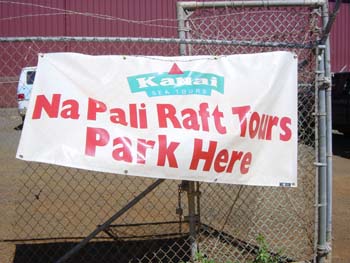 Kauai
SEA TOURS
Na Pali Raft Tours
Park Here